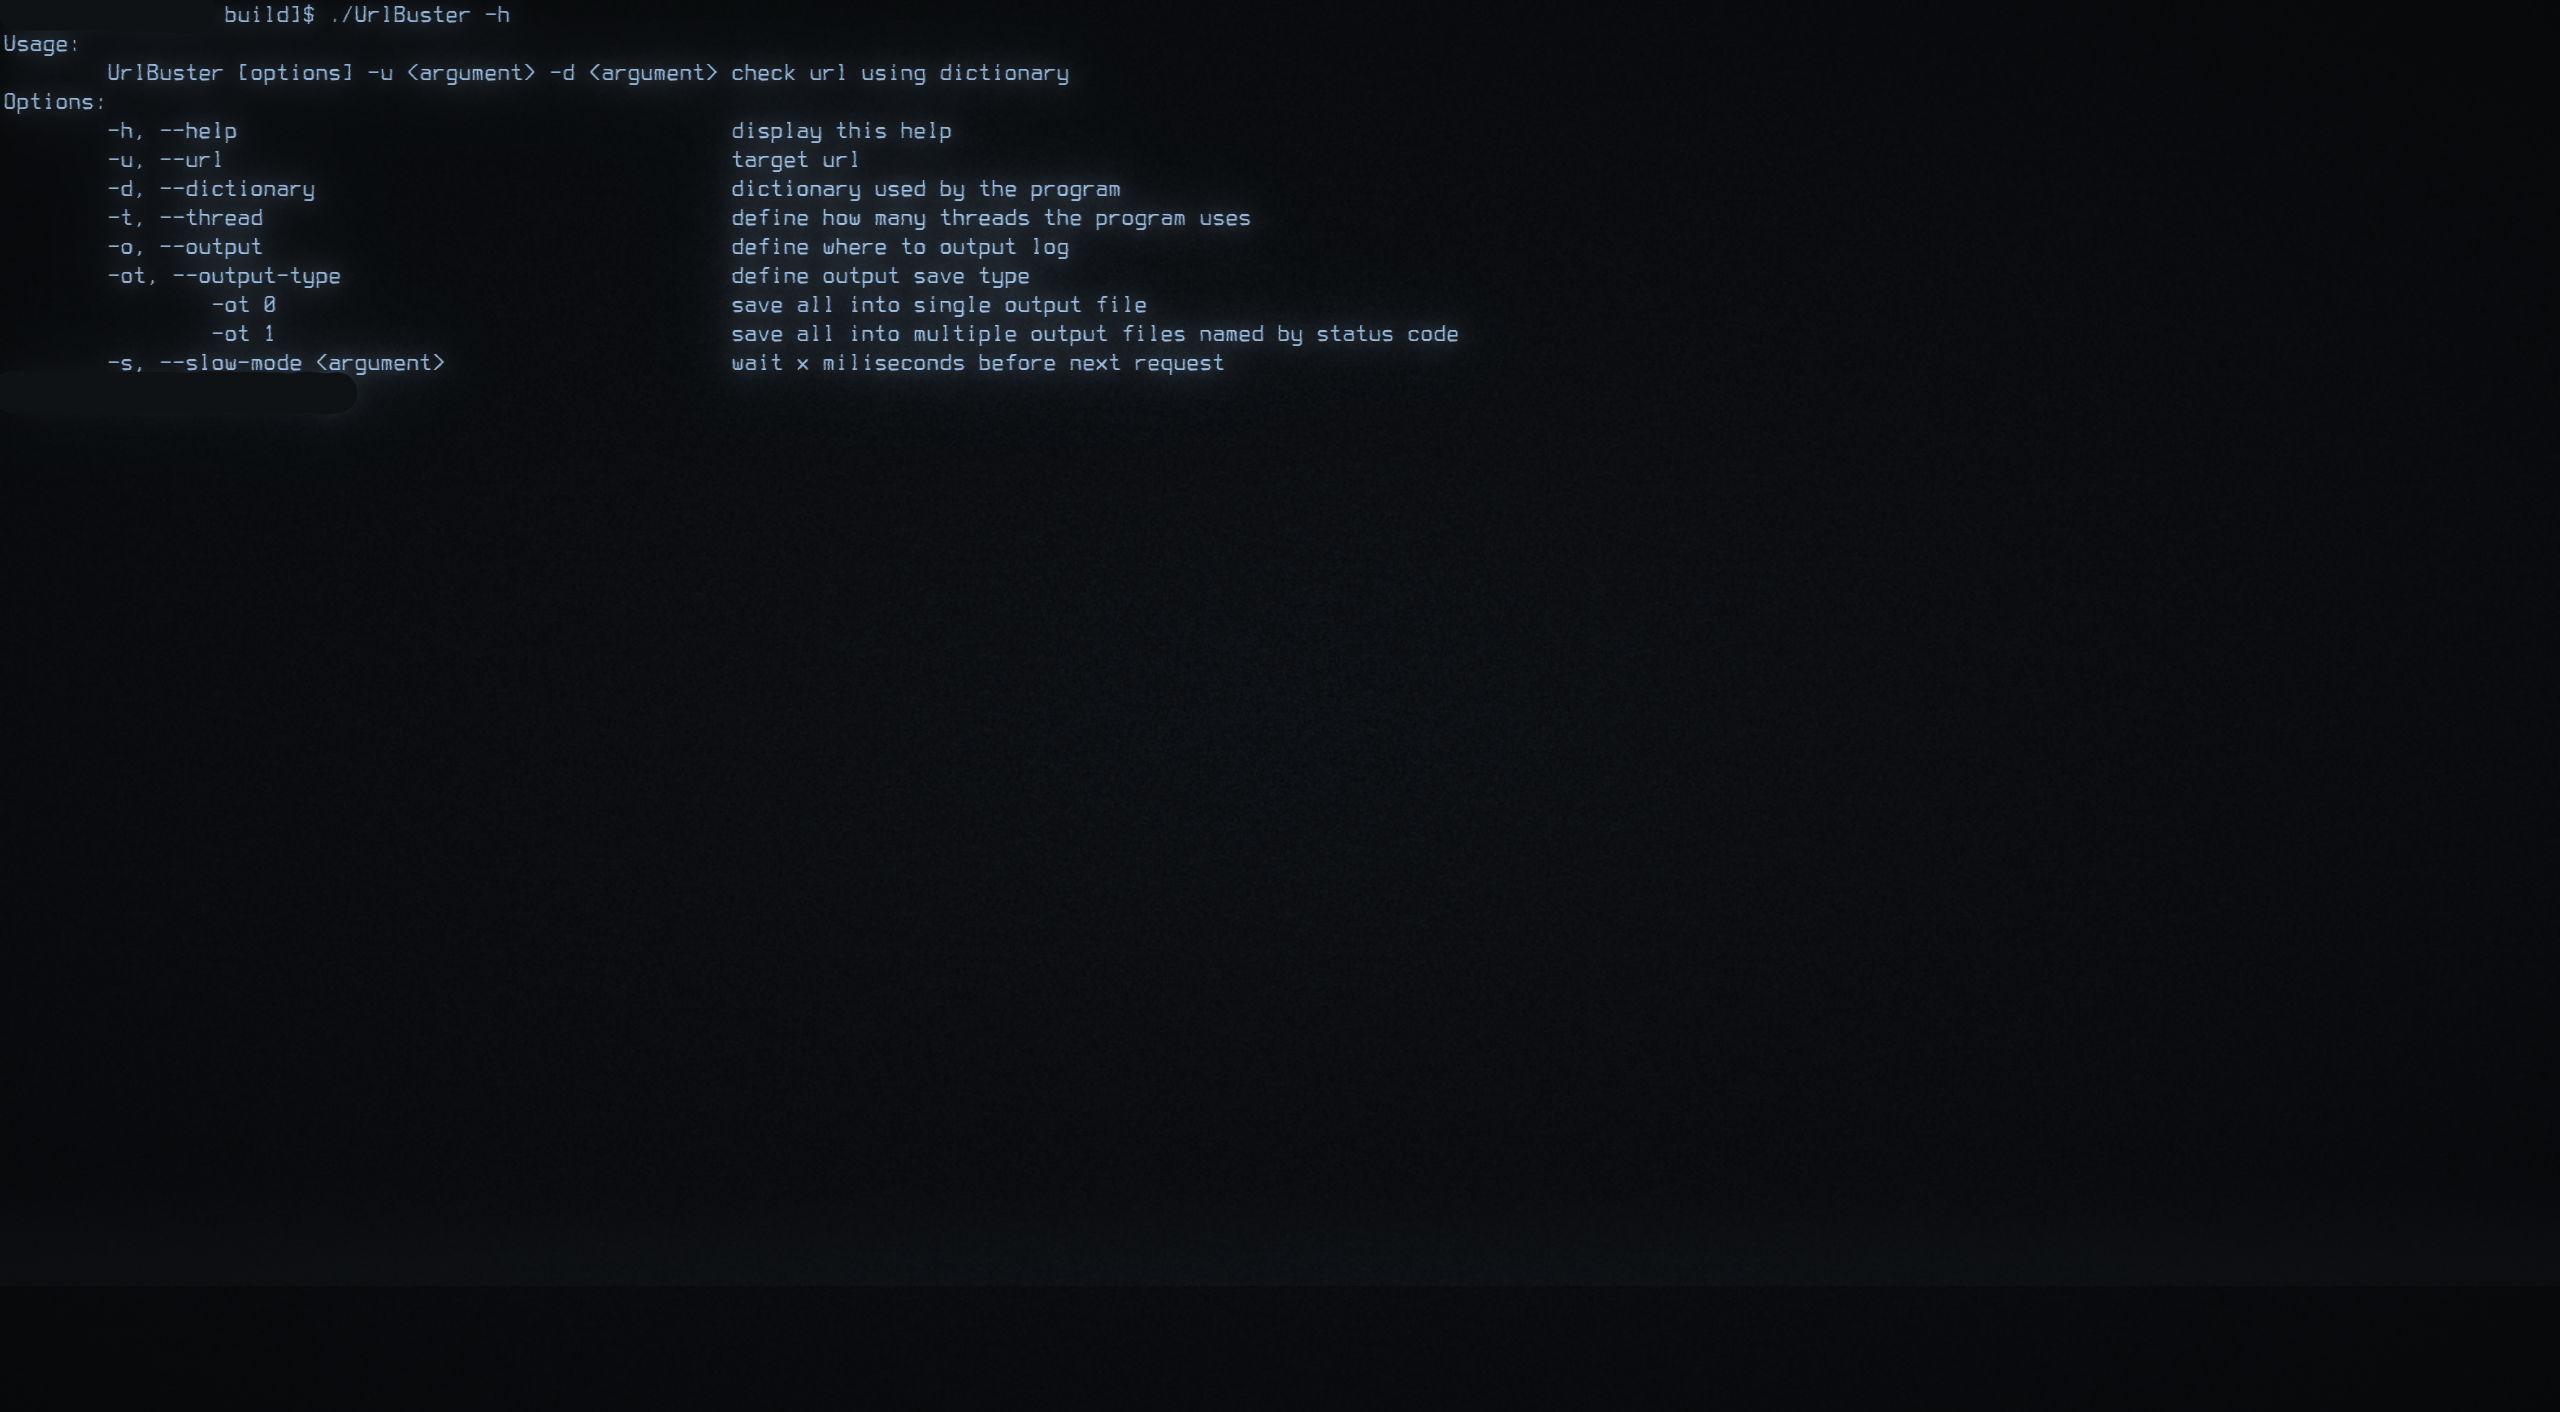 build]$ ./UrlBuster -h
Usage:
UrlBuster [options] -u <argument> -d <argument> check url using dictionary
Options:
-h, --help display this help
-u, --url target url
-d, --dictionary dictionary used by the program
-t, --thread define how many threads the program uses
-o, --output define where to output log
-ot, --output-type define output save type
-ot 0 save all into single output file
-ot 1 save all into multiple output files named by status code
-s, --slow-mode <argument> wait x miliseconds before next request